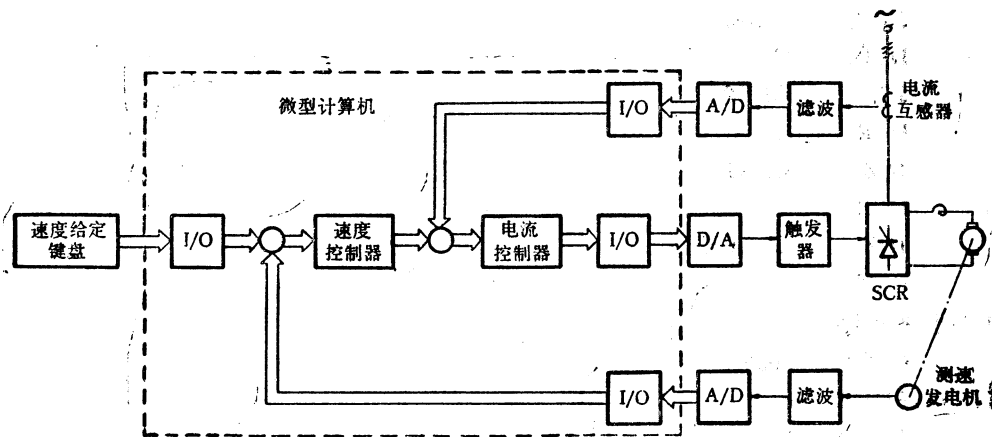 ~
微型计算机
I/O
A/D
滤波
电流
互感器
速度给定
键盘
I/O
速度
控制器
电流
控制器
I/O
D/A
触发
器
SCR
I/O
A/D
滤波
测速
发电机